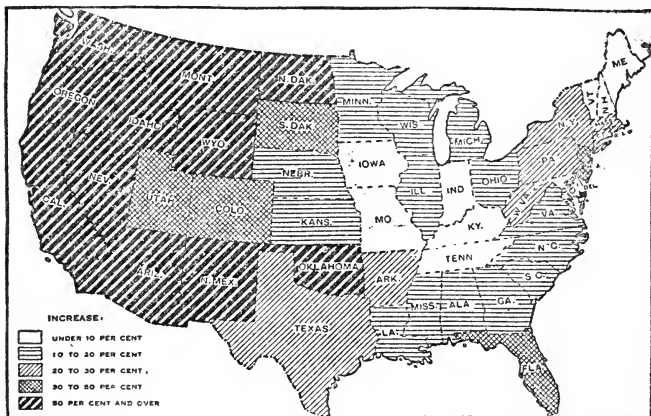 WASH.
MONT.
N. DAK.
MINN.
ME.
VT.
N.H.
OREGON
IDAHO
WYO.
S. DAK.
WIS.
MICH.
N.Y.
NEV.
NEBR.
IOWA
ILL.
IND.
OHIO
PA.
CAL.
UTAH
COLO.
KANS.
MO.
KY.
W. VA.
VA.
DEL.
ARIZ.
N. MEX.
OKLAHOMA
ARK.
TENN.
N. C.
S. C.
TEXAS
LA.
MISS.
ALA.
GA.
FLA.
INCREASE:
UNDER 10 PER CENT
10 TO 20 PER CENT
20 TO 30 PER CENT
30 TO 50 PER CENT
50 PER CENT AND OVER